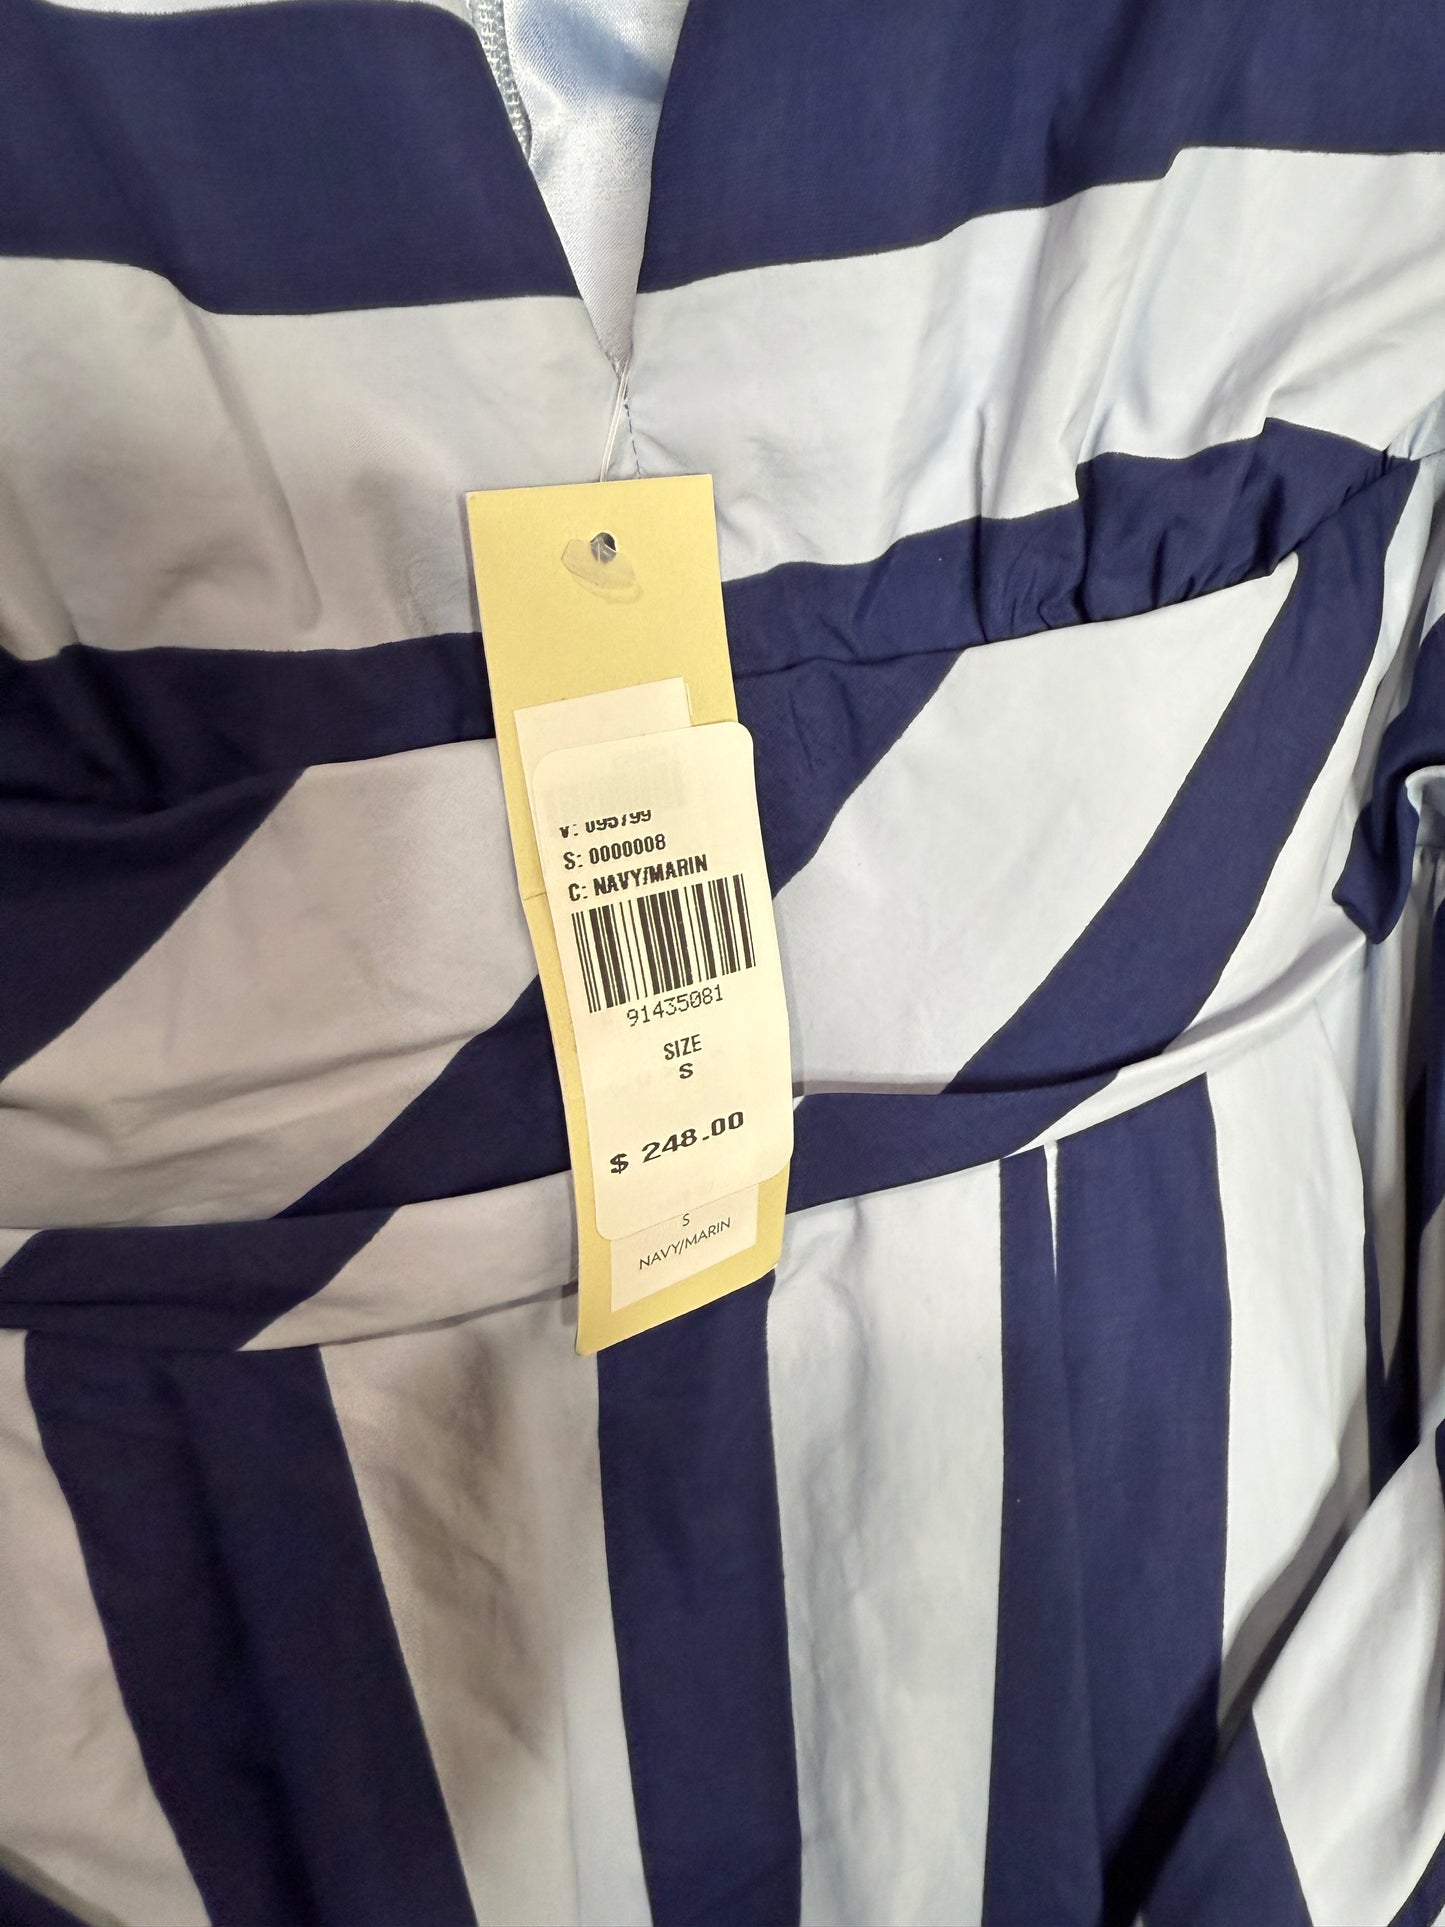 V: 095799
S: 0000008
C: NAVY/MARIN
91435081
SIZE
S
$ 248.00
S
NAVY/MARIN